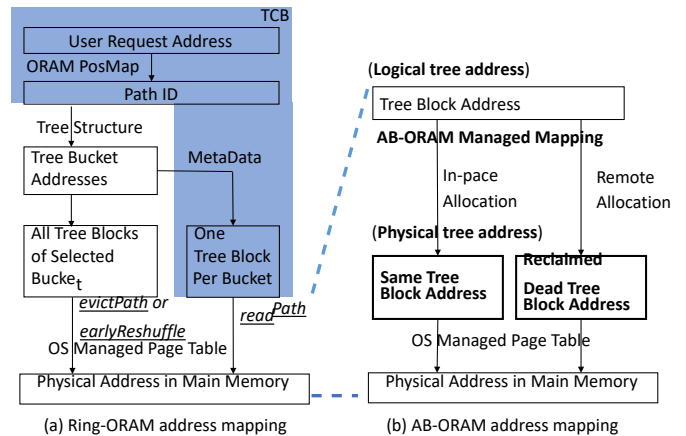 TCB
User Request Address
ORAM PosMap
Path ID
Tree Structure
Tree Bucket
Addresses
MetaData
All Tree Blocks
of Selected
Bucket
One
Tree Block
Per Bucket
evictPath or
earlyReshuffle
readPath
OS Managed Page Table
Physical Address in Main Memory
(a) Ring-ORAM address mapping
(Logical tree address)
Tree Block Address
AB-ORAM Managed Mapping
In-pace
Allocation
Remote
Allocation
(Physical tree address)
Same Tree
Block Address
Reclaimed
Dead Tree
Block Address
OS Managed Page Table
Physical Address in Main Memory
(b) AB-ORAM address mapping